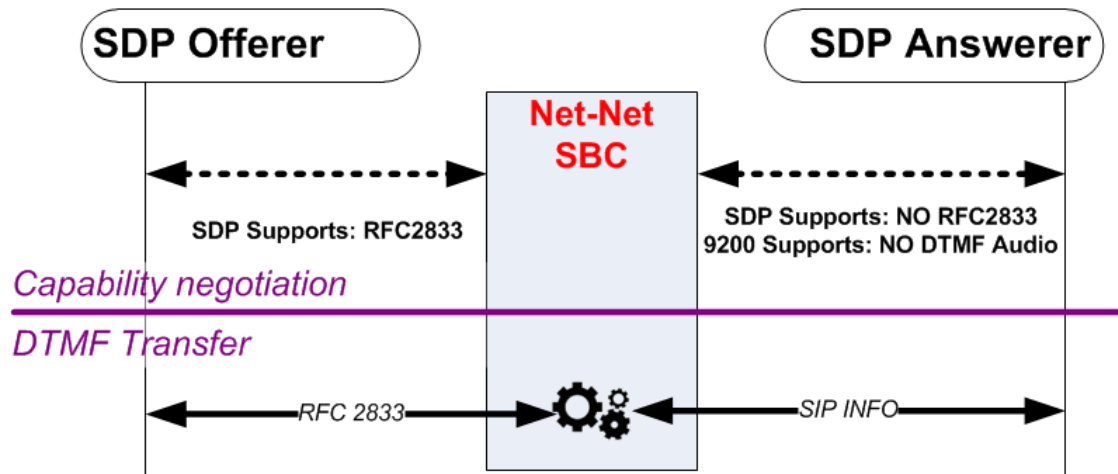 SDP Offerer
SDP Answerer
Net-Net
SBC
SDP Supports: RFC2833
SDP Supports: NO RFC2833
9200 Supports: NO DTMF Audio
Capability negotiation
DTMF Transfer
RFC 2833
SIP INFO